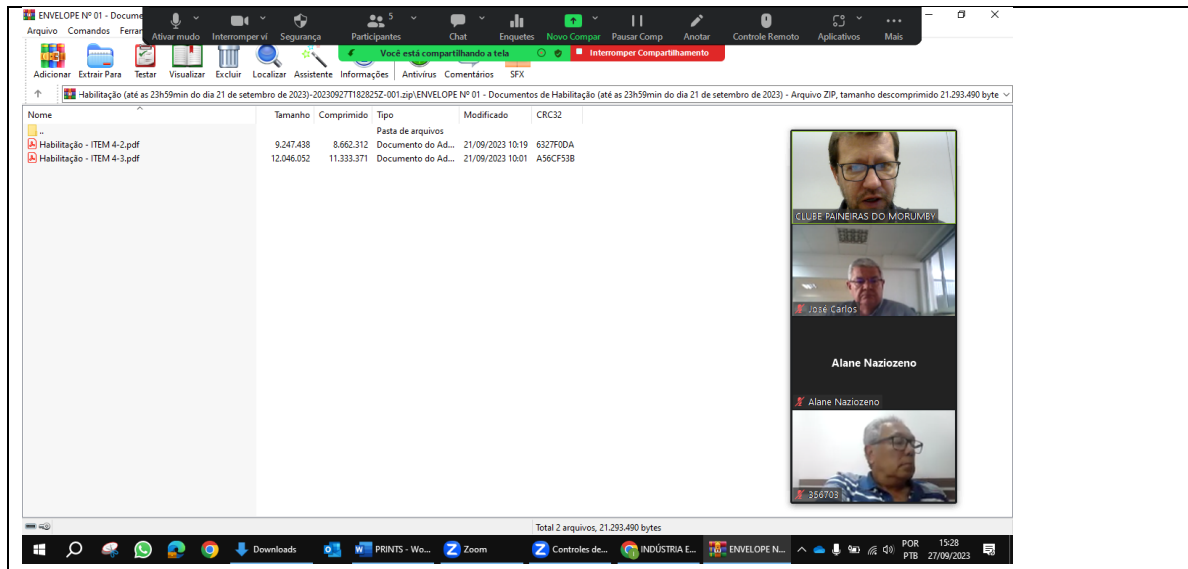 ENVELOPE Nº 01 - Docume
Ativar mudo
Interromper ví
Segurança
5
Participantes
Chat
Enquetes
Novo Compar
Pausar Comp
Anotar
Controle Remoto
Aplicativos
Mais
Arquivo Comandos Ferrar
Você está compartilhando a tela
Interromper Compartilhamento
Adicionar Extrair Para Testar Visualizar Excluir Localizar Assistente Informações Antivírus Comentários SFX
Habilitação (até as 23h59min do dia 21 de setembro de 2023)-20230927T182825Z-001.zip\ENVELOPE Nº 01 - Documentos de Habilitação (até as 23h59min do dia 21 de setembro de 2023) - Arquivo ZIP, tamanho descomprimido 21.293.490 byte
Nome Tamanho Comprimido Tipo Modificado CRC32
.. Pasta de arquivos
Habilitação - ITEM 4-2.pdf 9.247.438 8.662.312 Documento do Ad... 21/09/2023 10:19 6327F0DA
Habilitação - ITEM 4-3.pdf 12.046.052 11.333.371 Documento do Ad... 21/09/2023 10:01 A56CF53B
CLUBE PAINEIRAS DO MORUMBY
José Carlos
Alane Naziozeno
Alane Naziozeno
356703
Total 2 arquivos, 21.293.490 bytes
Downloads
PRINTS - Wo...
Zoom
Controles de...
INDÚSTRIA E...
ENVELOPE N...
POR
PTB
15:28
27/09/2023